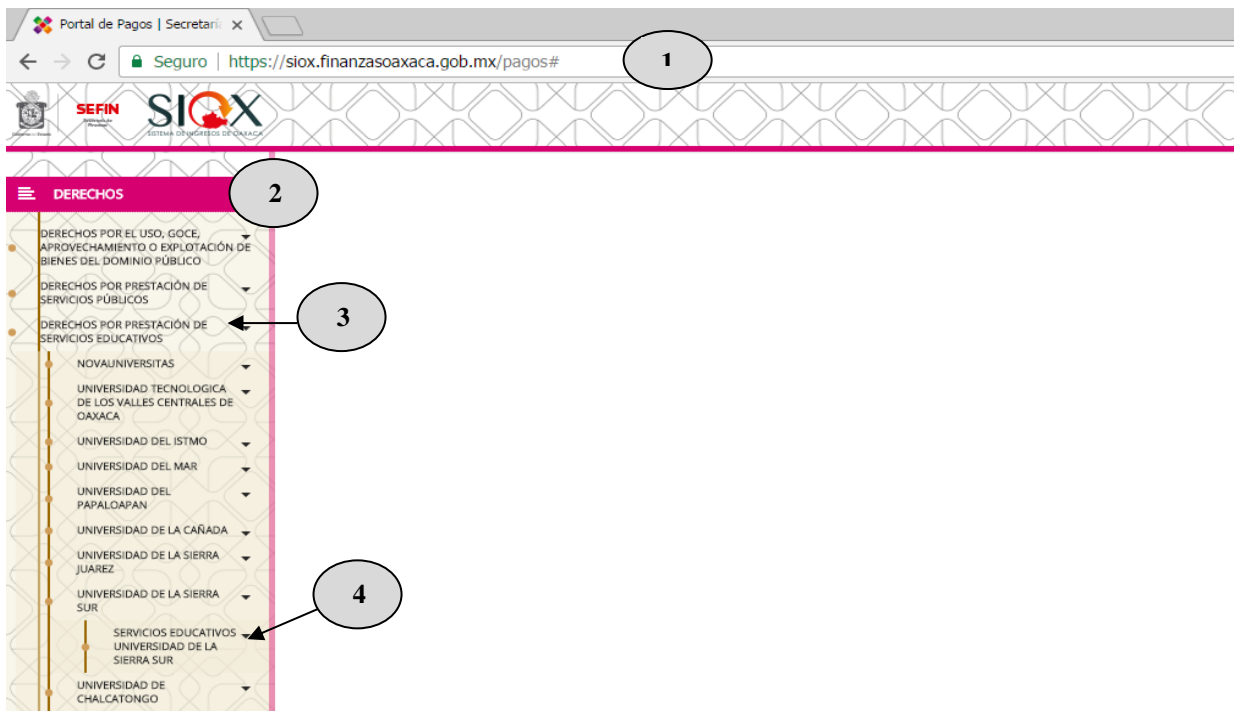 Portal de Pagos | Secretaría
Seguro | https://siox.finanzasoaxaca.gob.mx/pagos#
1
SEFIN
SIOX
SISTEMA DE INGRESOS DE OAXACA
DERECHOS
2
DERECHOS POR EL USO, GOCE,
APROVECHAMIENTO O EXPLOTACIÓN DE
BIENES DEL DOMINIO PÚBLICO
DERECHOS POR PRESTACIÓN DE
SERVICIOS PÚBLICOS
DERECHOS POR PRESTACIÓN DE
SERVICIOS EDUCATIVOS
3
NOVAUNIVERSITAS
UNIVERSIDAD TECNOLOGICA
DE LOS VALLES CENTRALES DE
OAXACA
UNIVERSIDAD DEL ISTMO
UNIVERSIDAD DEL MAR
UNIVERSIDAD DEL
PAPALOAPAN
UNIVERSIDAD DE LA CAÑADA
UNIVERSIDAD DE LA SIERRA
JUAREZ
UNIVERSIDAD DE LA SIERRA
SUR
4
SERVICIOS EDUCATIVOS
UNIVERSIDAD DE LA
SIERRA SUR
UNIVERSIDAD DE
CHALCATONGO